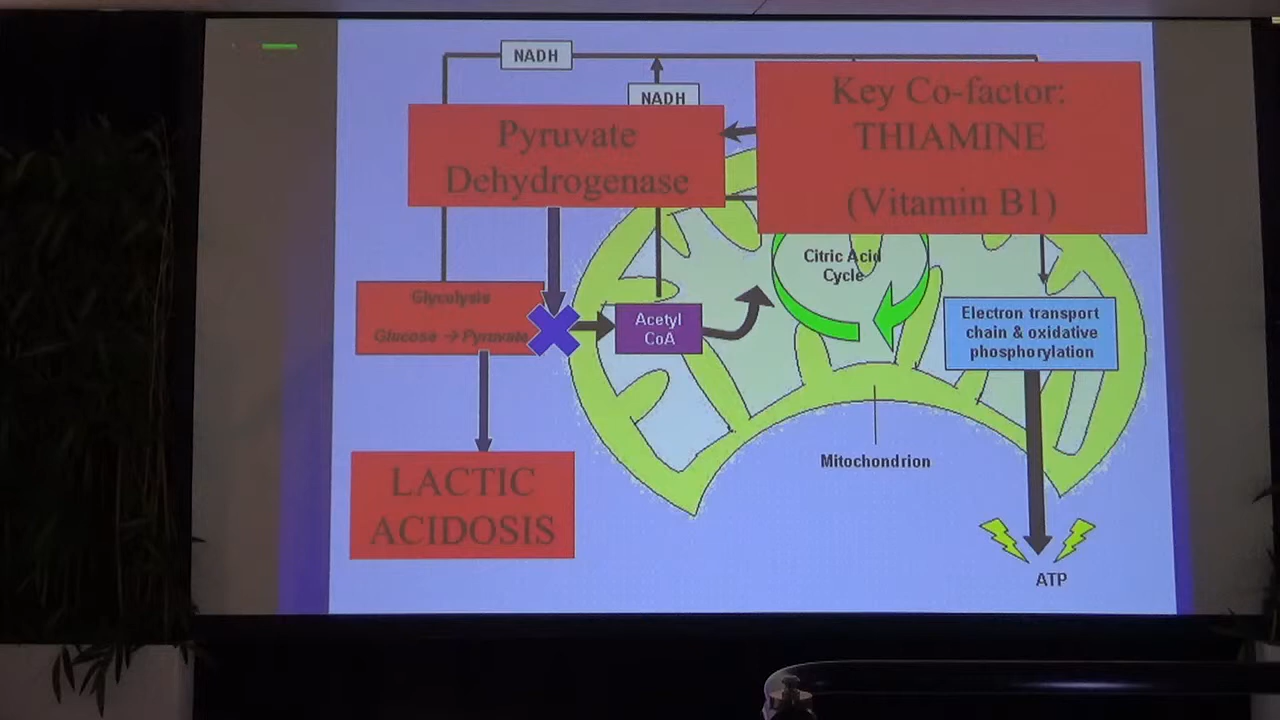 NADH
NADH
Key Co-factor:
THIAMINE
(Vitamin B1)
Pyruvate
Dehydrogenase
Citric Acid
Cycle
Glycolysis
Glucose → Pyruvate
Acetyl
CoA
Electron transport
chain & oxidative
phosphorylation
Mitochondrion
LACTIC
ACIDOSIS
ATP